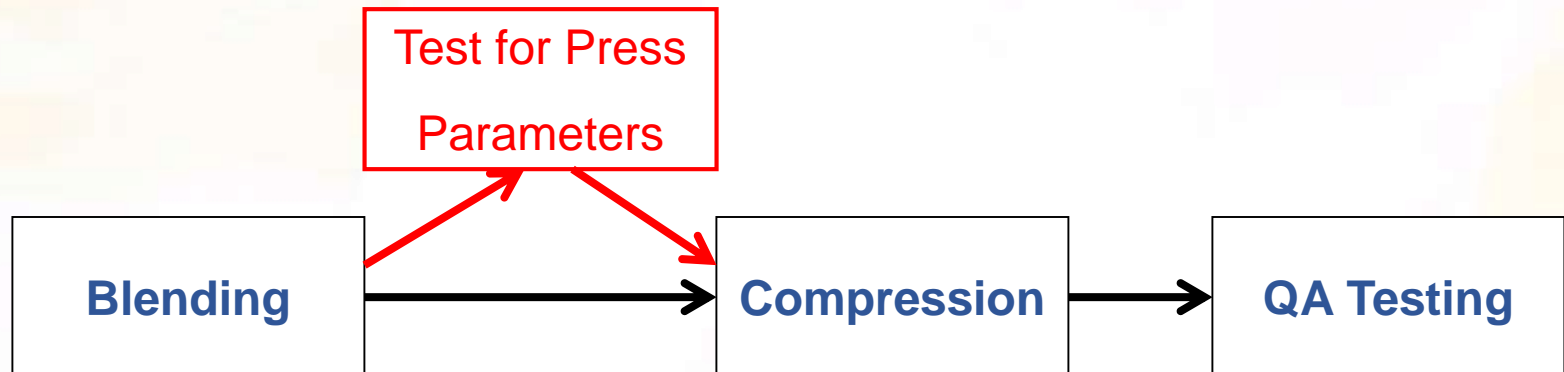 Test for Press
Parameters
Blending
Compression
QA Testing